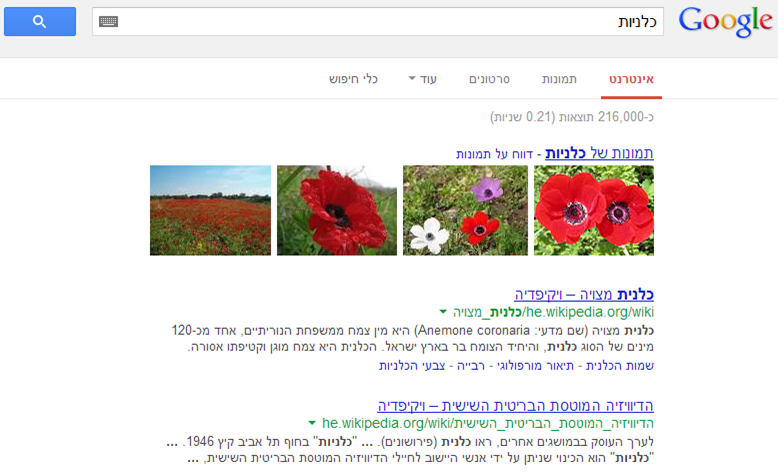 Google
כלניות
אינטרנט תמונות סרטונים עוד כלי חיפוש
כ-216,000 תוצאות (0.21 שניות)
תמונות של כלניות - דווח על תמונות
כלנית מצויה – ויקיפדיה
he.wikipedia.org/wiki/כלנית_מצויה
כלנית מצויה (שם מדעי: Anemone coronaria) היא מין צמח ממשפחת הנוריתיים, אחד מכ-120
מינים של הסוג כלנית, והיחיד הצומח בר בארץ ישראל. הכלנית היא צמח מוגן וקטיפתו אסורה.
שמות הכלנית - תיאור מורפולוגי - רבייה - צבעי הכלניות
הדיוויזיה המוטסת הבריטית השישית – ויקיפדיה
he.wikipedia.org/wiki/הדיוויזיה_המוטסת_הבריטית_השישית
לערך העוסק בבמושגים אחרים, ראו כלנית (פירושונים). ... "כלניות" בחוף תל אביב קיץ 1946. ...
"כלניות" הוא הכינוי שניתן על ידי אנשי היישוב לחיילי הדיוויזיה המוטסת הבריטית השישית, ...